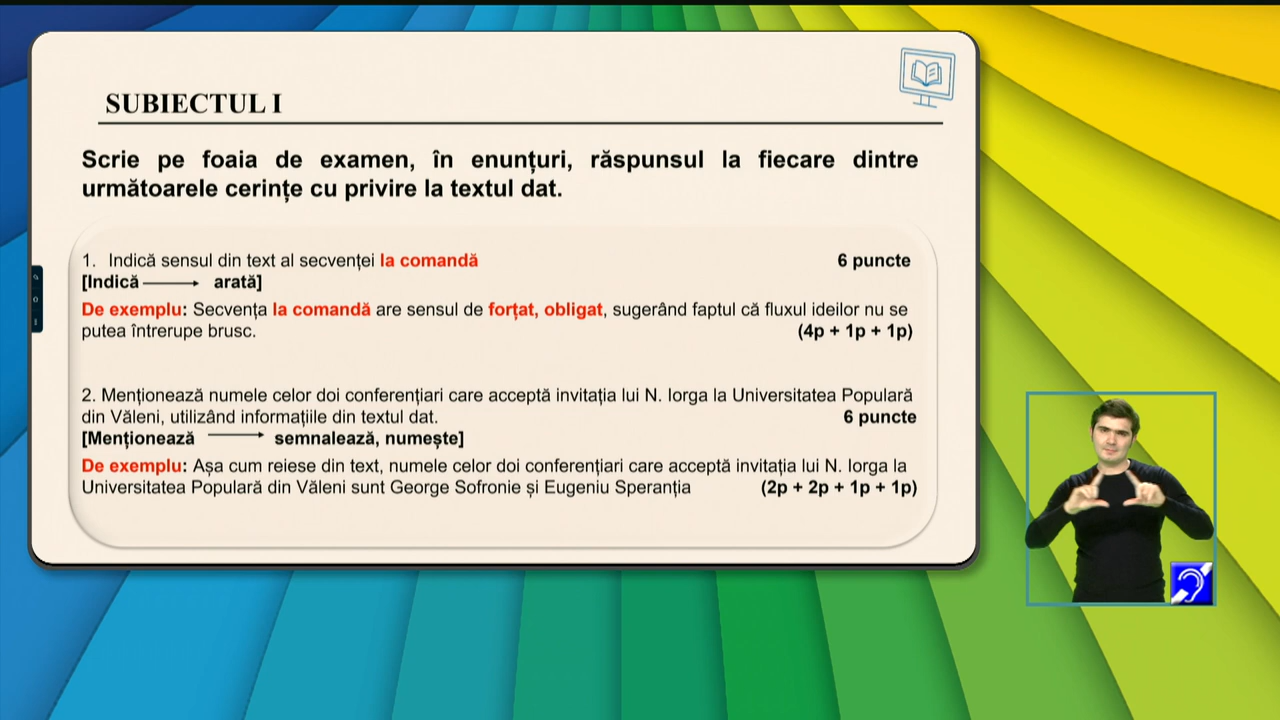 SUBIECTUL I
Scrie pe foaia de examen, în enunțuri, răspunsul la fiecare dintre
următoarele cerințe cu privire la textul dat.
1. Indică sensul din text al secvenței la comandă 6 puncte
[Indică → arată]
De exemplu: Secvența la comandă are sensul de forțat, obligat, sugerând faptul că fluxul ideilor nu se
putea întrerupe brusc. (4p + 1p + 1p)
2. Menționează numele celor doi conferențiari care acceptă invitația lui N. Iorga la Universitatea Populară
din Văleni, utilizând informațiile din textul dat. 6 puncte
[Menționează → semnalează, numește]
De exemplu: Așa cum reiese din text, numele celor doi conferențiari care acceptă invitația lui N. Iorga la
Universitatea Populară din Văleni sunt George Sofronie și Eugeniu Speranția (2p + 2p + 1p + 1p)